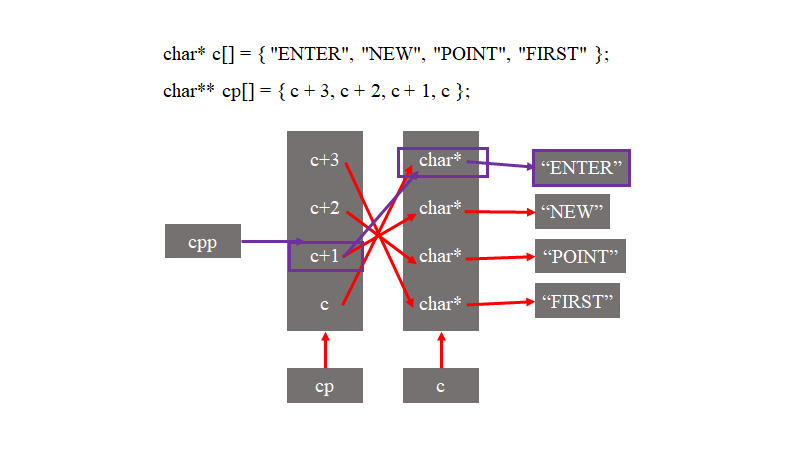 char* c[] = { "ENTER", "NEW", "POINT", "FIRST" };
char** cp[] = { c + 3, c + 2, c + 1, c };
c+3 char* “ENTER”
c+2 char* “NEW”
cpp c+1 char* “POINT”
c char* “FIRST”
cp c